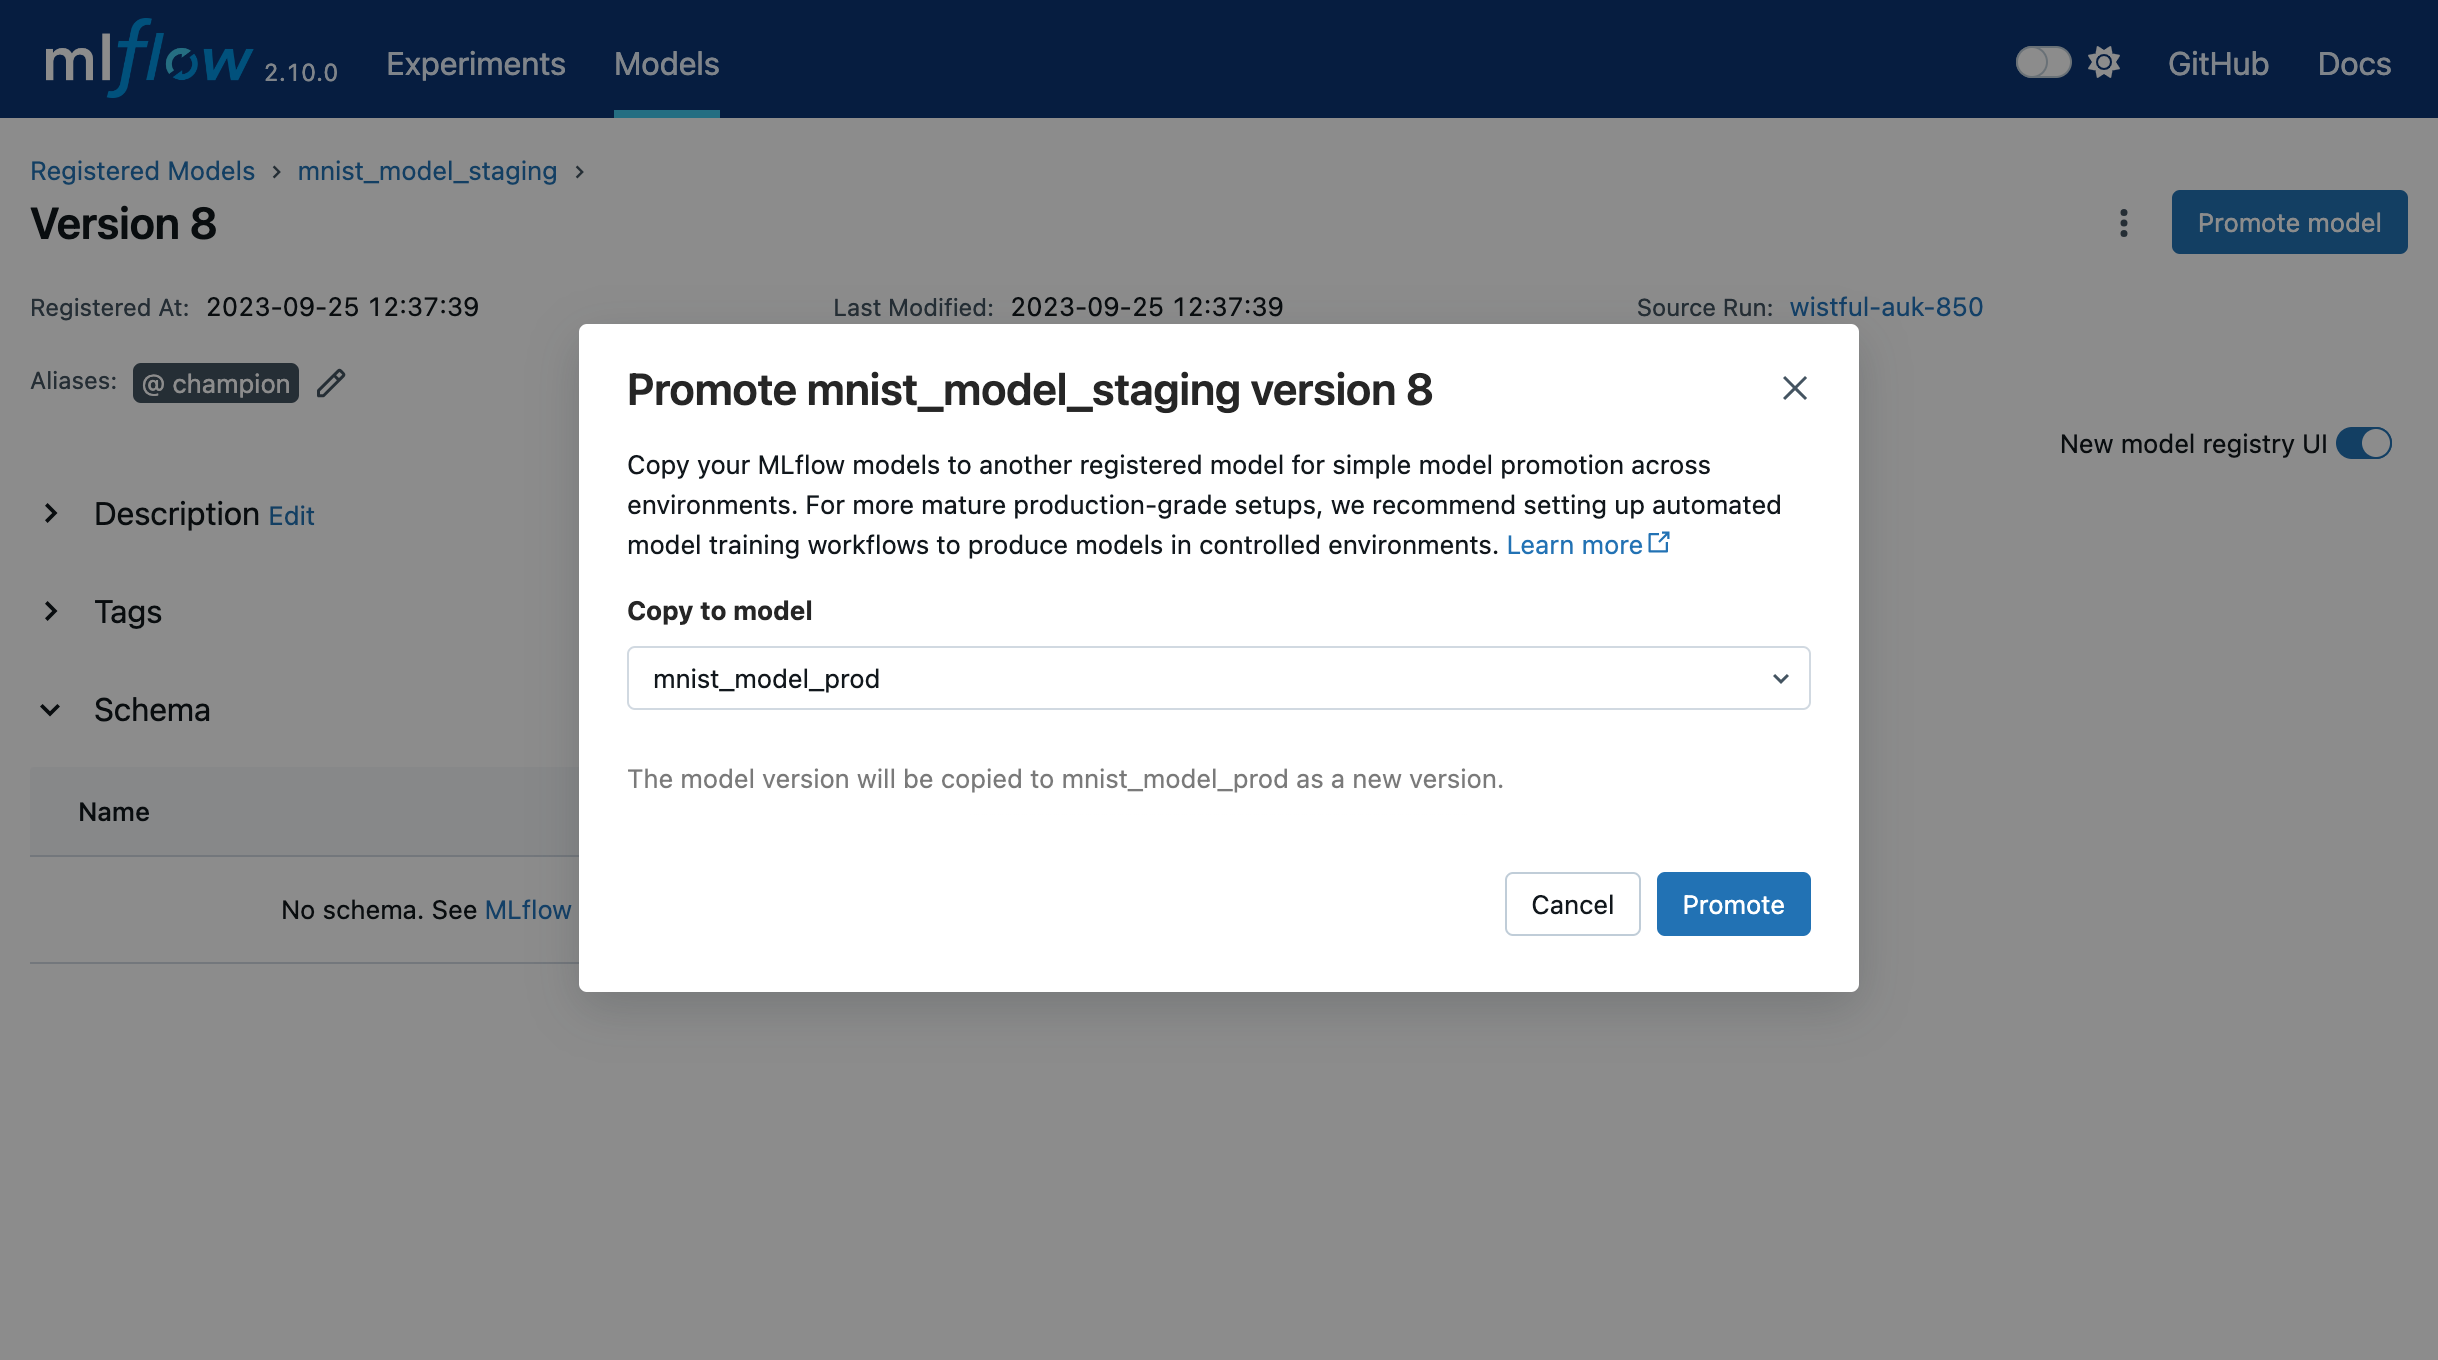 mlflow 2.10.0 Experiments Models GitHub Docs
Registered Models > mnist_model_staging >
Version 8
Promote model
Registered At: 2023-09-25 12:37:39 Last Modified: 2023-09-25 12:37:39 Source Run: wistful-auk-850
Aliases: @ champion
New model registry UI
Description Edit
Tags
Schema
Name
No schema. See MLflow
Promote mnist_model_staging version 8
Copy your MLflow models to another registered model for simple model promotion across
environments. For more mature production-grade setups, we recommend setting up automated
model training workflows to produce models in controlled environments. Learn more
Copy to model
mnist_model_prod
The model version will be copied to mnist_model_prod as a new version.
Cancel Promote